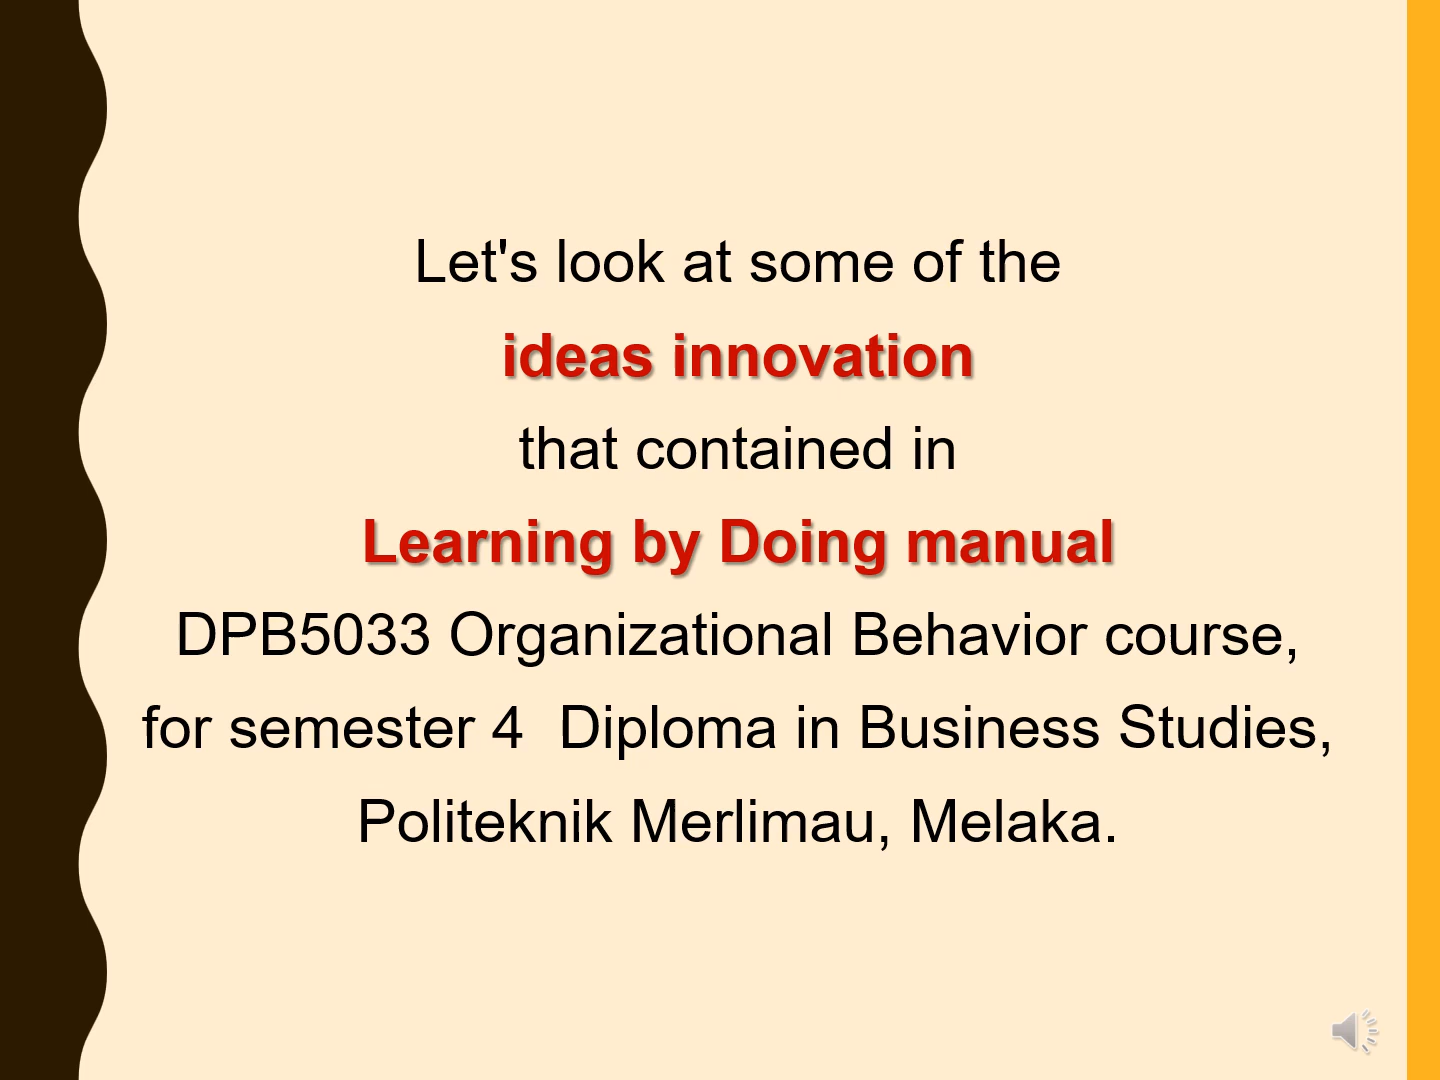 Let's look at some of the
ideas innovation
that contained in
Learning by Doing manual
DPB5033 Organizational Behavior course,
for semester 4  Diploma in Business Studies,
Politeknik Merlimau, Melaka.